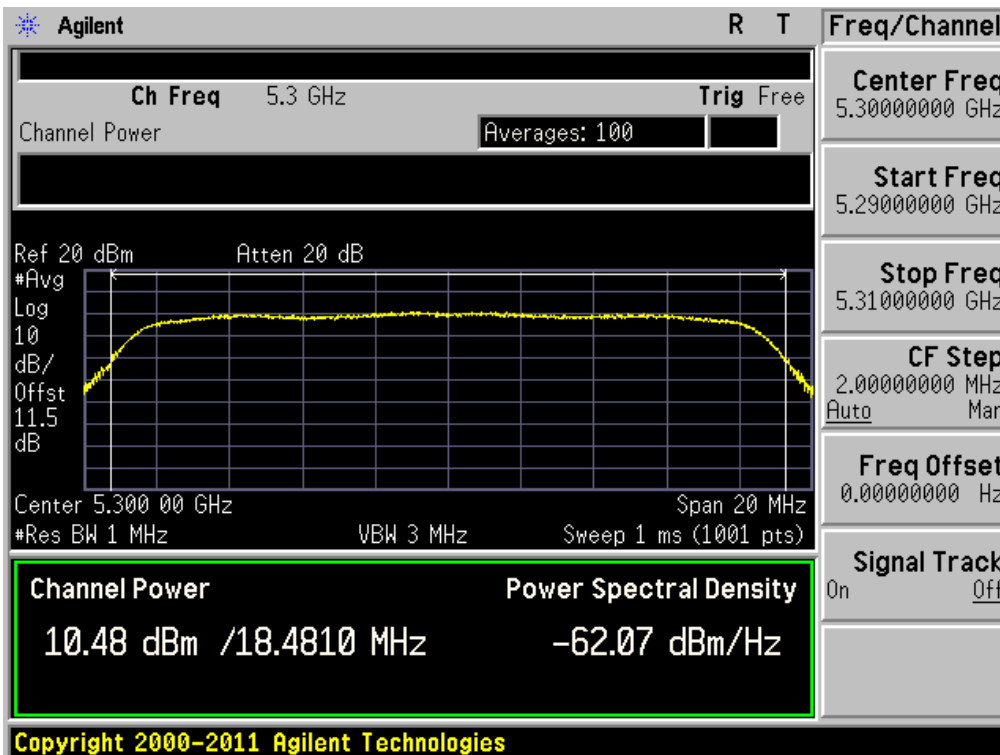 Agilent
R T
Freq/Channel
Ch Freq 5.3 GHz
Trig Free
Channel Power
Averages: 100
Center Freq
5.30000000 GHz
Start Freq
5.29000000 GHz
Stop Freq
5.31000000 GHz
CF Step
2.00000000 MHz
Auto Man
Freq Offset
0.00000000 Hz
Signal Track
On Off
Ref 20 dBm
Atten 20 dB
#Avg
Log
10
dB/
Offst
11.5
dB
Center 5.300 00 GHz
Span 20 MHz
#Res BW 1 MHz
VBW 3 MHz
Sweep 1 ms (1001 pts)
Channel Power
Power Spectral Density
10.48 dBm /18.4810 MHz
-62.07 dBm/Hz
Copyright 2000-2011 Agilent Technologies